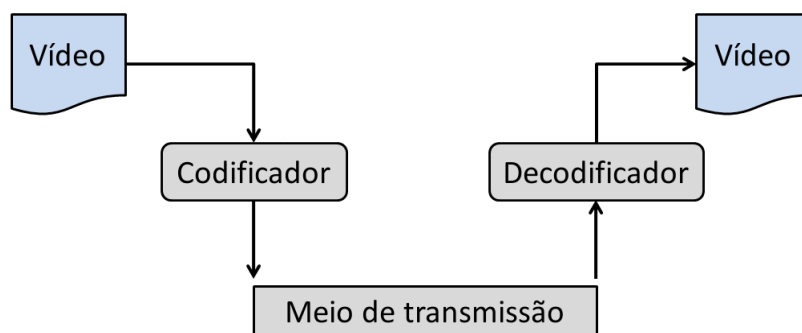 Vídeo
Vídeo
Codificador
Decodificador
Meio de transmissão